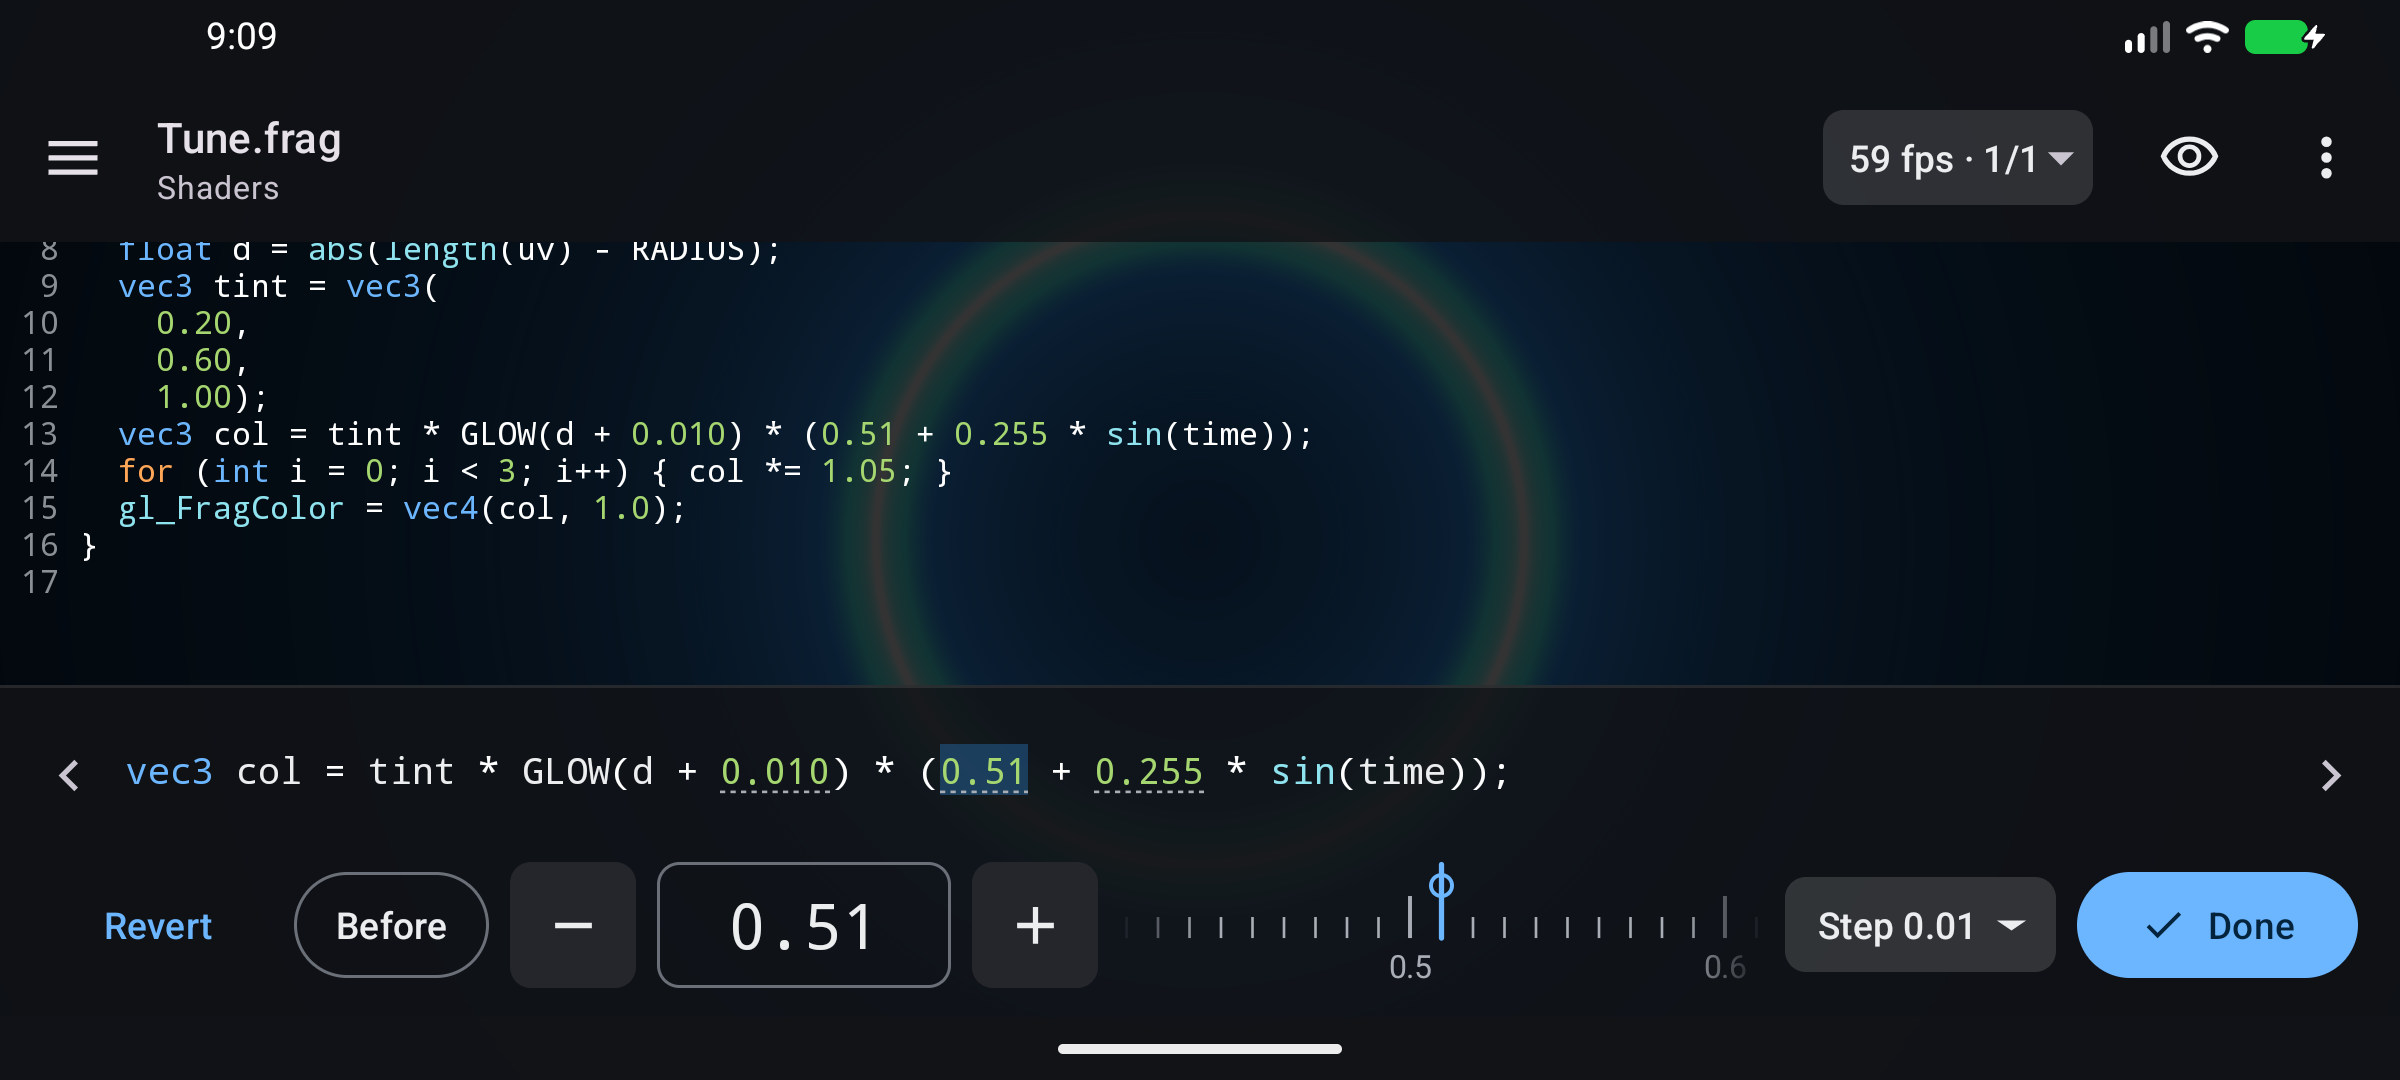 9:09
Tune.frag
Shaders
59 fps · 1/1
8 float d = abs(length(uv) - RADIUS);
9 vec3 tint = vec3(
10 0.20,
11 0.60,
12 1.00);
13 vec3 col = tint * GLOW(d + 0.010) * (0.51 + 0.255 * sin(time));
14 for (int i = 0; i < 3; i++) { col *= 1.05; }
15 gl_FragColor = vec4(col, 1.0);
16 }
17
vec3 col = tint * GLOW(d + 0.010) * (0.51 + 0.255 * sin(time));
Revert
Before
−
0.51
+
0.5
0.6
Step 0.01
Done